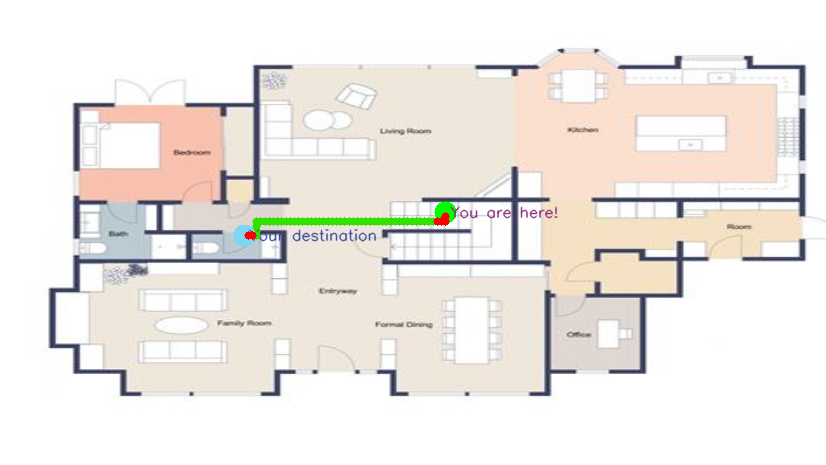 Living Room
Kitchen
Bedroom
You are here!
Room
Bath
Your destination
Entryway
Family Room
Formal Dining
Office